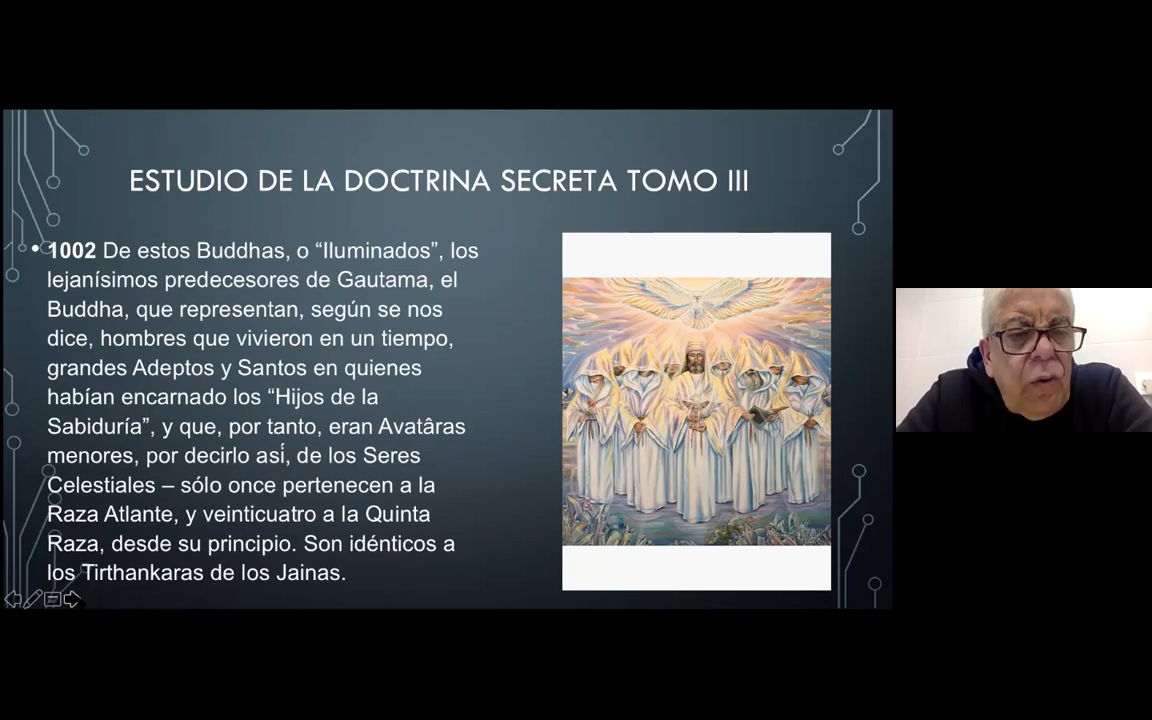 ESTUDIO DE LA DOCTRINA SECRETA TOMO III
• 1002 De estos Buddhas, o “Iluminados”, los
lejanísimos predecesores de Gautama, el
Buddha, que representan, según se nos
dice, hombres que vivieron en un tiempo,
grandes Adeptos y Santos en quienes
habían encarnado los “Hijos de la
Sabiduría”, y que, por tanto, eran Avatâras
menores, por decirlo así, de los Seres
Celestiales – sólo once pertenecen a la
Raza Atlante, y veinticuatro a la Quinta
Raza, desde su principio. Son idénticos a
los Tirthankaras de los Jainas.